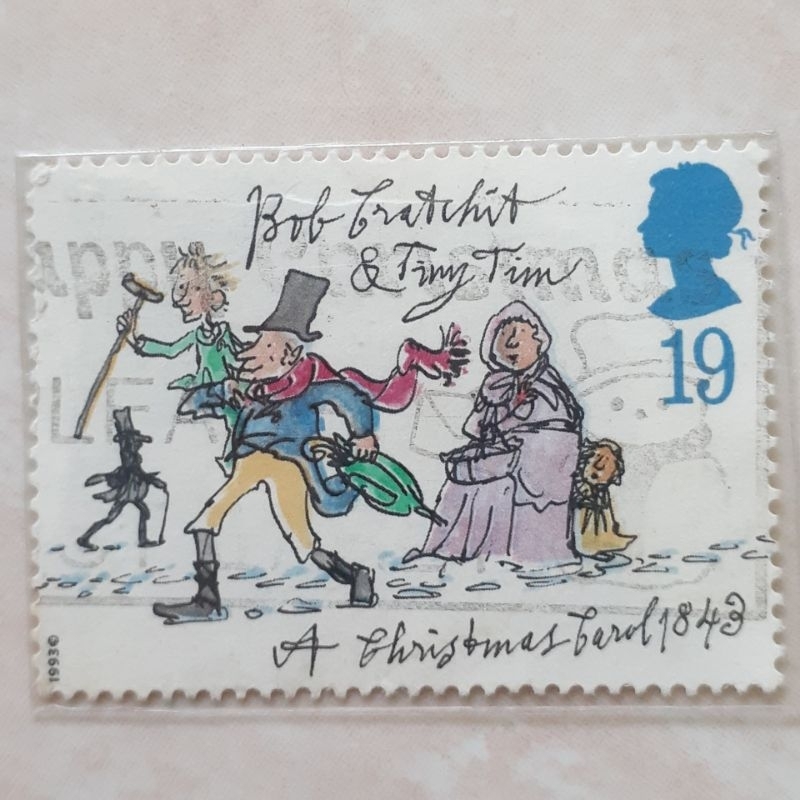 Bob Cratchit
& Tiny Tim
19
A Christmas Carol 1843
1993©